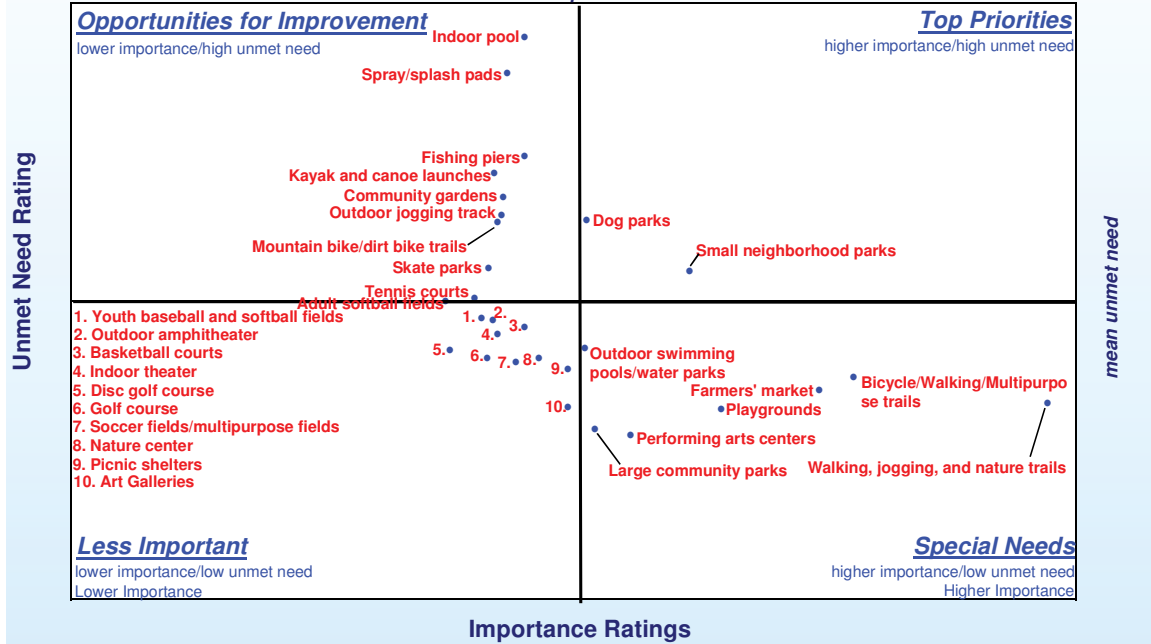 Opportunities for Improvement
lower importance/high unmet need
Top Priorities
higher importance/high unmet need
Indoor pool
Spray/splash pads
Fishing piers
Kayak and canoe launches
Community gardens
Outdoor jogging track
Mountain bike/dirt bike trails
Skate parks
Tennis courts
Adult softball fields
Dog parks
Small neighborhood parks
Unmet Need Rating
mean unmet need
1. Youth baseball and softball fields
2. Outdoor amphitheater
3. Basketball courts
4. Indoor theater
5. Disc golf course
6. Golf course
7. Soccer fields/multipurpose fields
8. Nature center
9. Picnic shelters
10. Art Galleries
1.
2.
3.
4.
5.
6.
7.
8.
9.
10.
Outdoor swimming
pools/water parks
Farmers' market
Playgrounds
Bicycle/Walking/Multipurpo
se trails
Performing arts centers
Large community parks
Walking, jogging, and nature trails
Less Important
lower importance/low unmet need
Lower Importance
Special Needs
higher importance/low unmet need
Higher Importance
Importance Ratings